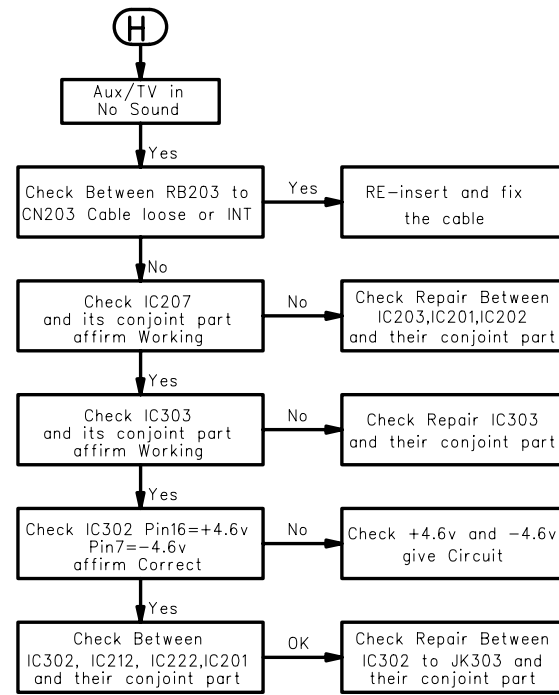 H
Aux/TV in
No Sound
Yes
Check Between RB203 to
CN203 Cable loose or INT
Yes
RE-insert and fix
the cable
No
Check IC207
and its conjoint part
affirm Working
No
Check Repair Between
IC203,IC201,IC202
and their conjoint part
Yes
Check IC303
and its conjoint part
affirm Working
No
Check Repair IC303
and their conjoint part
Yes
Check IC302 Pin16=+4.6v
Pin7=-4.6v
affirm Correct
No
Check +4.6v and -4.6v
give Circuit
Yes
Check Between
IC302, IC212, IC222,IC201
and their conjoint part
OK
Check Repair Between
IC302 to JK303 and
their conjoint part